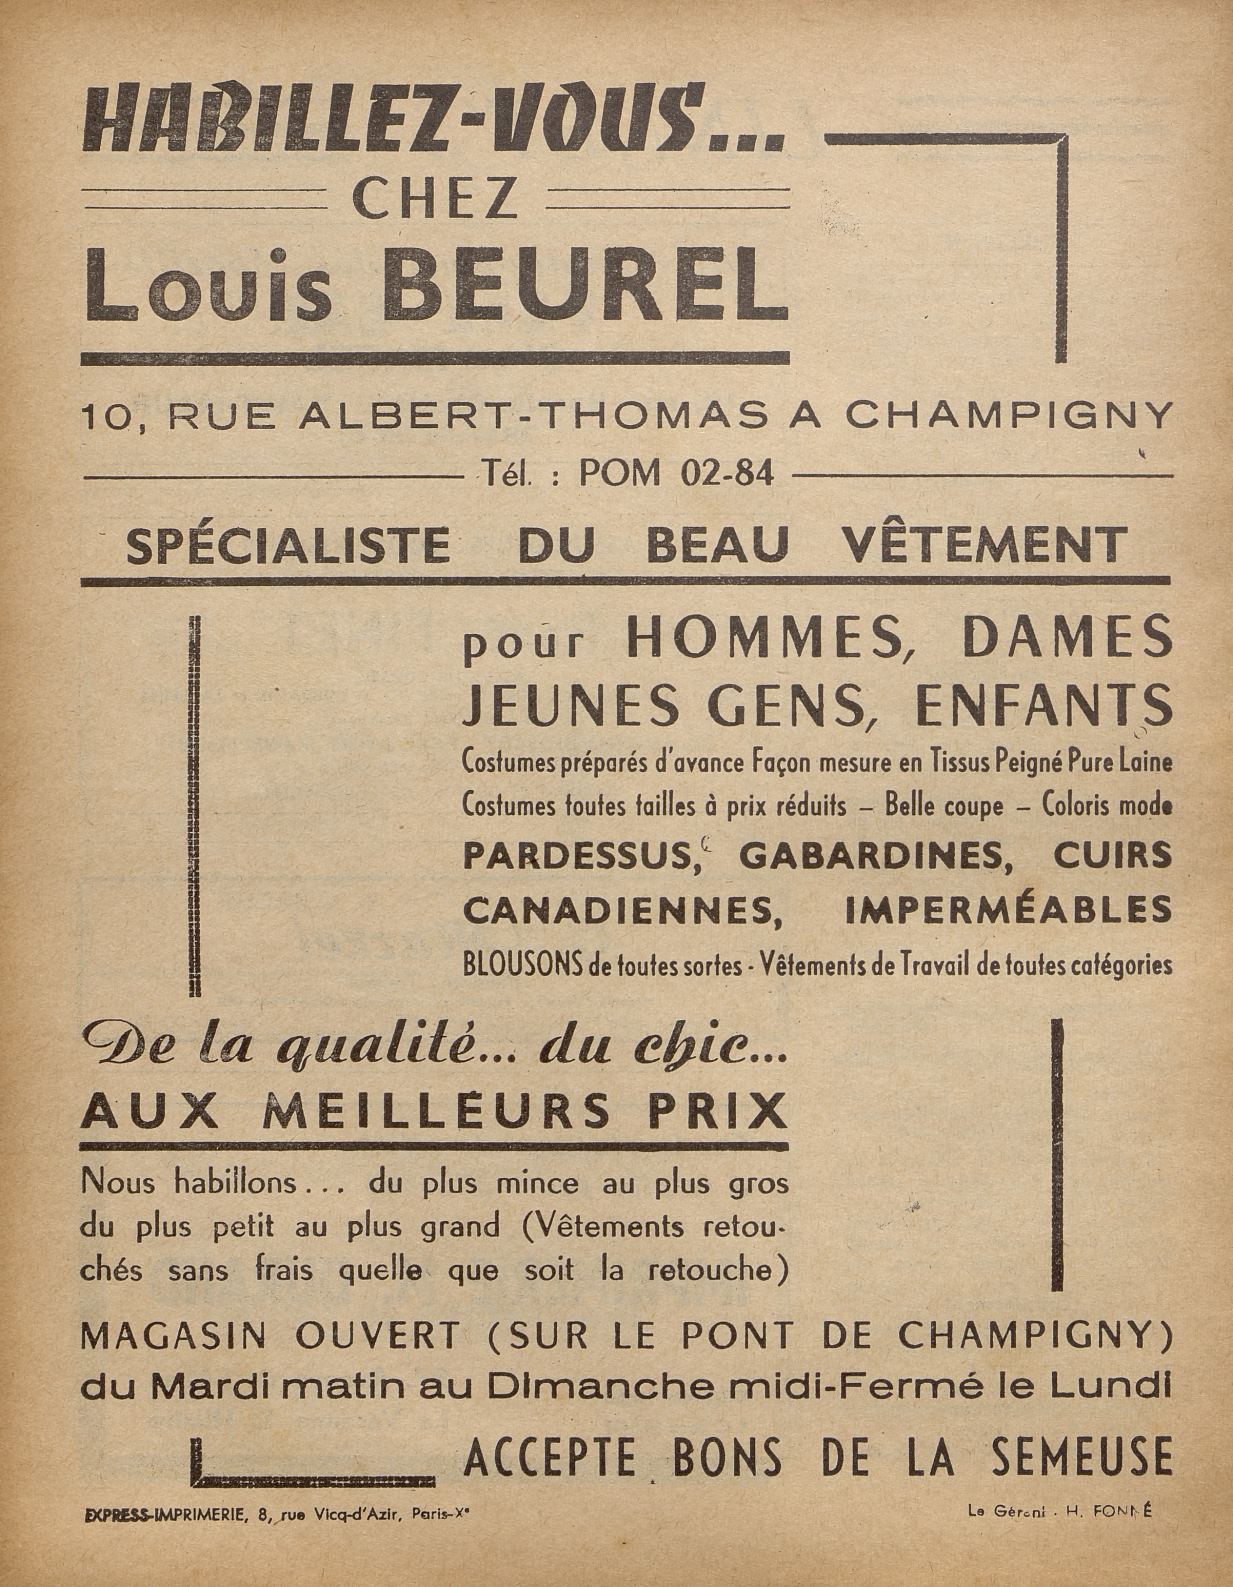 HABILLEZ-VOUS...
CHEZ
Louis BEUREL
10, RUE ALBERT-THOMAS A CHAMPIGNY
Tél. : POM 02-84
SPÉCIALISTE DU BEAU VÊTEMENT
pour HOMMES, DAMES
JEUNES GENS, ENFANTS
Costumes préparés d'avance Façon mesure en Tissus Peigné Pure Laine
Costumes toutes tailles à prix réduits – Belle coupe – Coloris mode
PARDESSUS, GABARDINES, CUIRS
CANADIENNES, IMPERMÉABLES
BLOUSONS de toutes sortes - Vêtements de Travail de toutes catégories
De la qualité... du chic...
AUX MEILLEURS PRIX
Nous habillons... du plus mince au plus gros
du plus petit au plus grand (Vêtements retou-
chés sans frais quelle que soit la retouche)
MAGASIN OUVERT (SUR LE PONT DE CHAMPIGNY)
du Mardi matin au Dimanche midi-Fermé le Lundi
ACCEPTE BONS DE LA SEMEUSE
EXPRESS-IMPRIMERIE, 8, rue Vicq-d'Azir, Paris-Xe
Le Gérant · H. FONNÉ